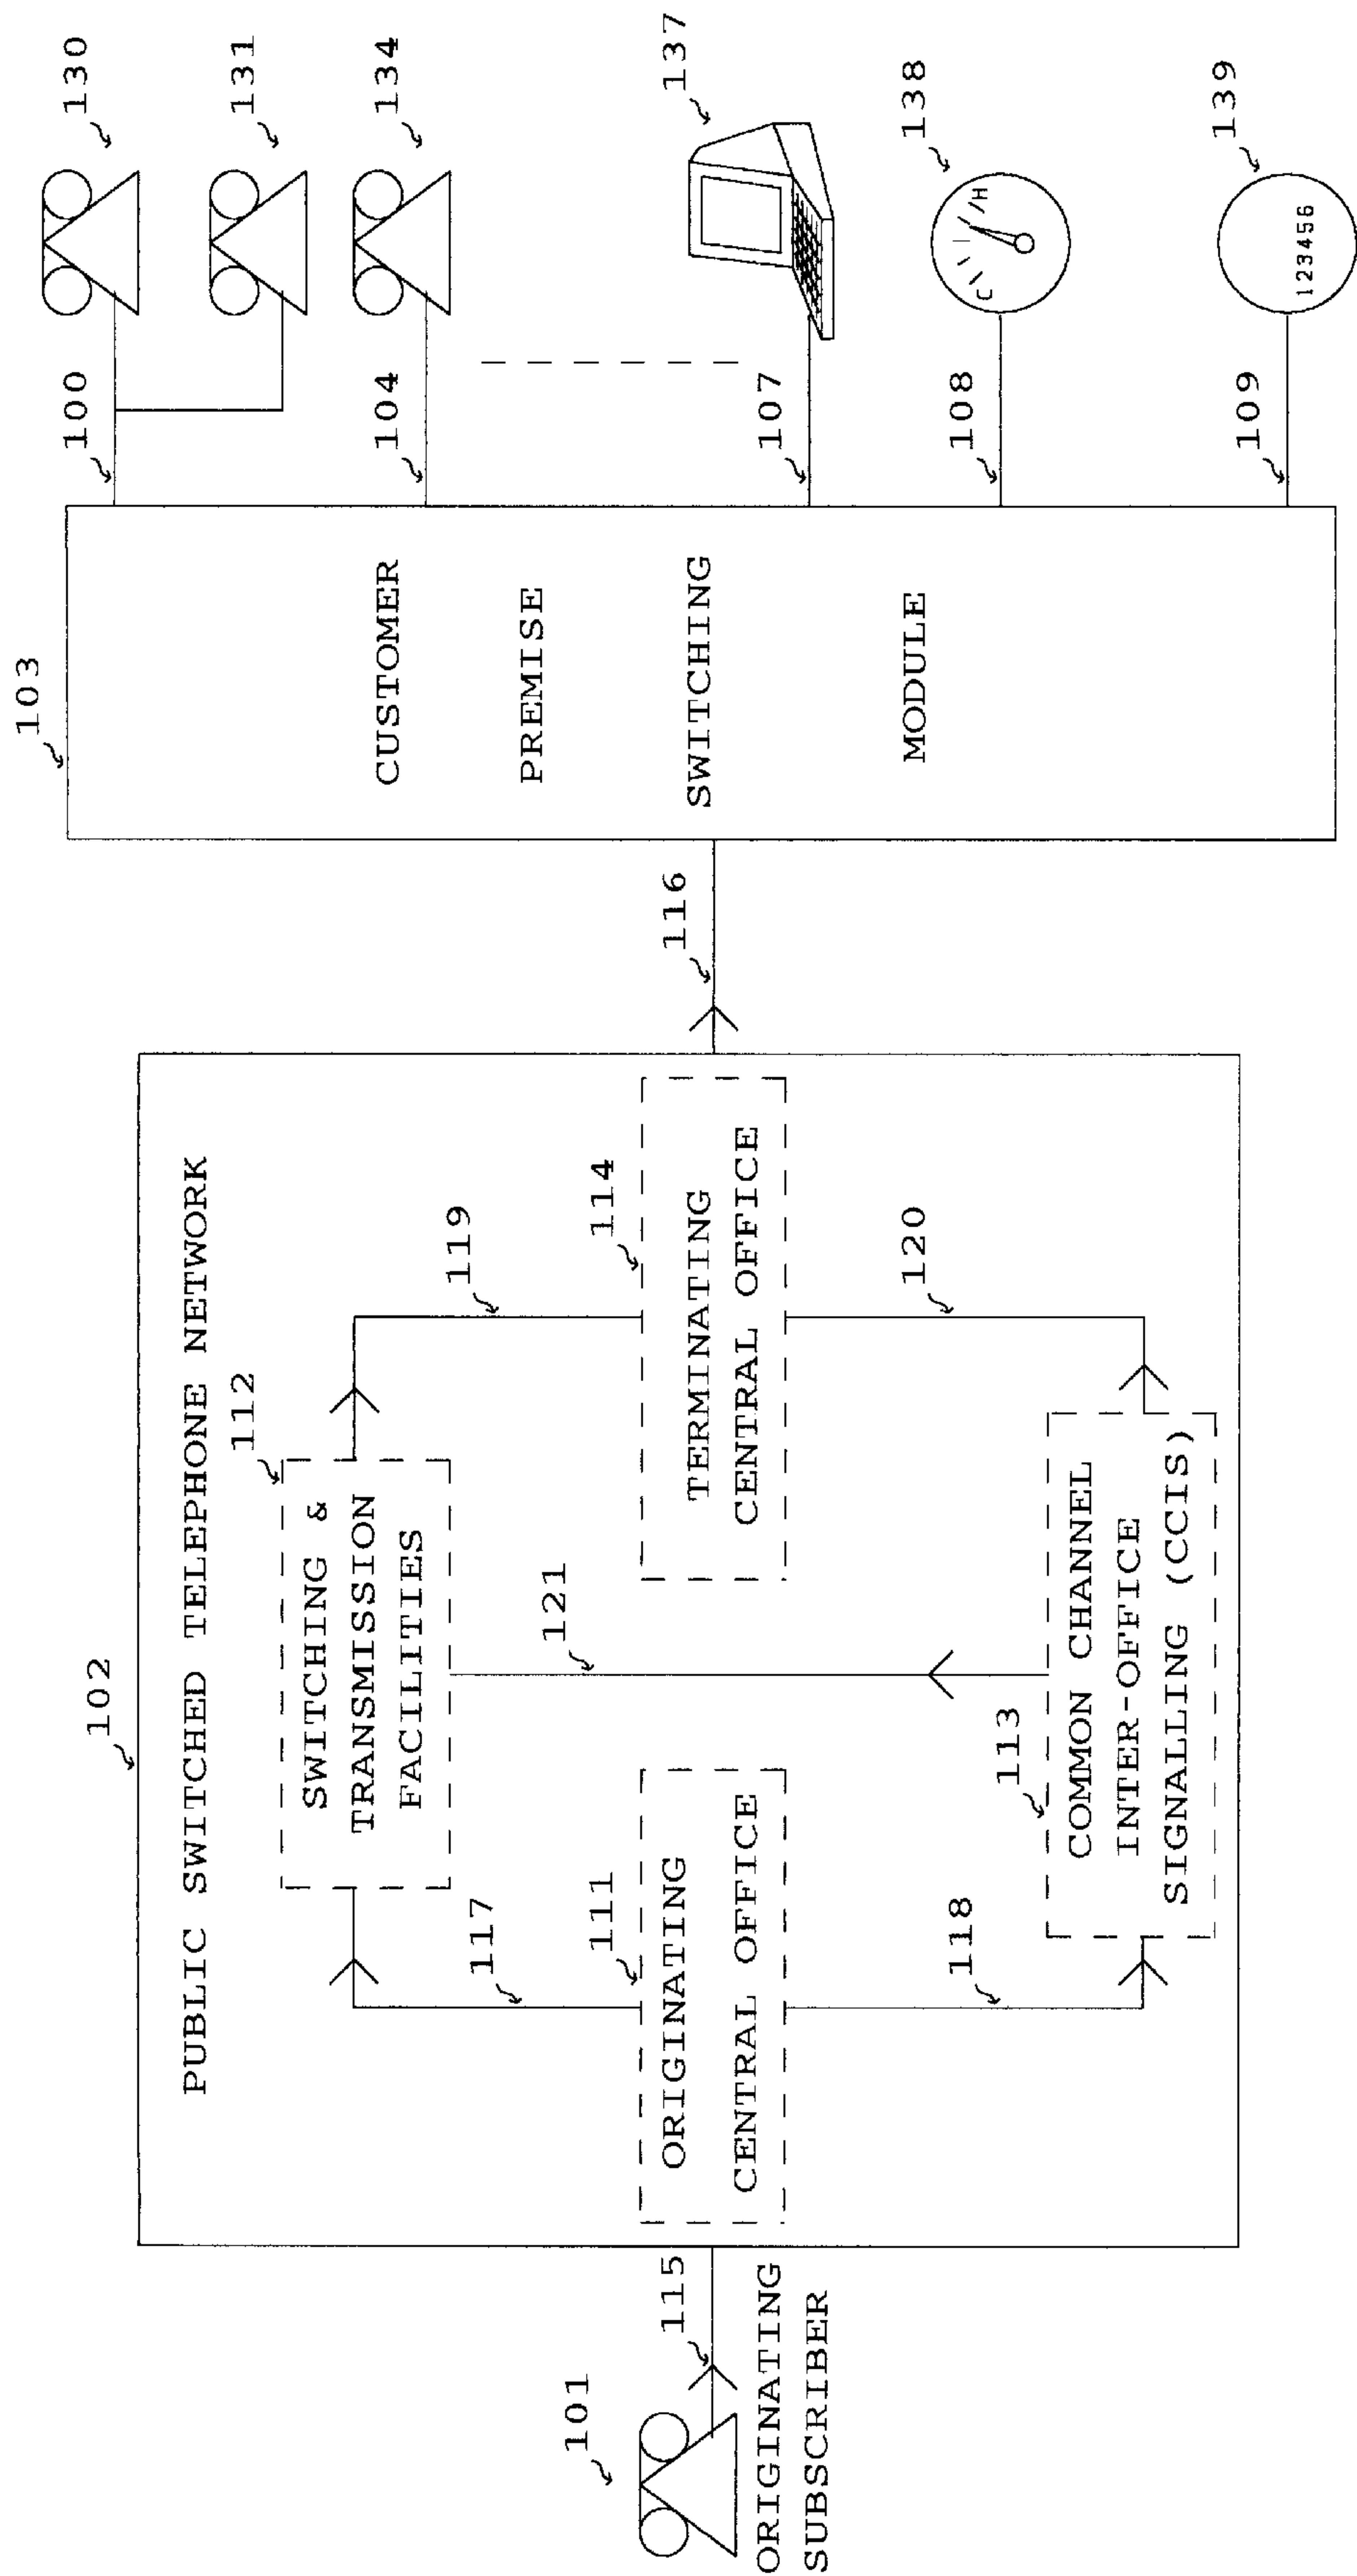 PUBLIC SWITCHED TELEPHONE NETWORK
102
112
SWITCHING &
TRANSMISSION
FACILITIES
117
119
121
101
ORIGINATING
SUBSCRIBER
115
111
ORIGINATING
CENTRAL OFFICE
114
TERMINATING
CENTRAL OFFICE
118
120
113
COMMON CHANNEL
INTER-OFFICE
SIGNALLING (CCIS)
116
103
CUSTOMER
PREMISE
SWITCHING
MODULE
100
130
131
104
134
107
137
108
138
C
H
109
139
123456